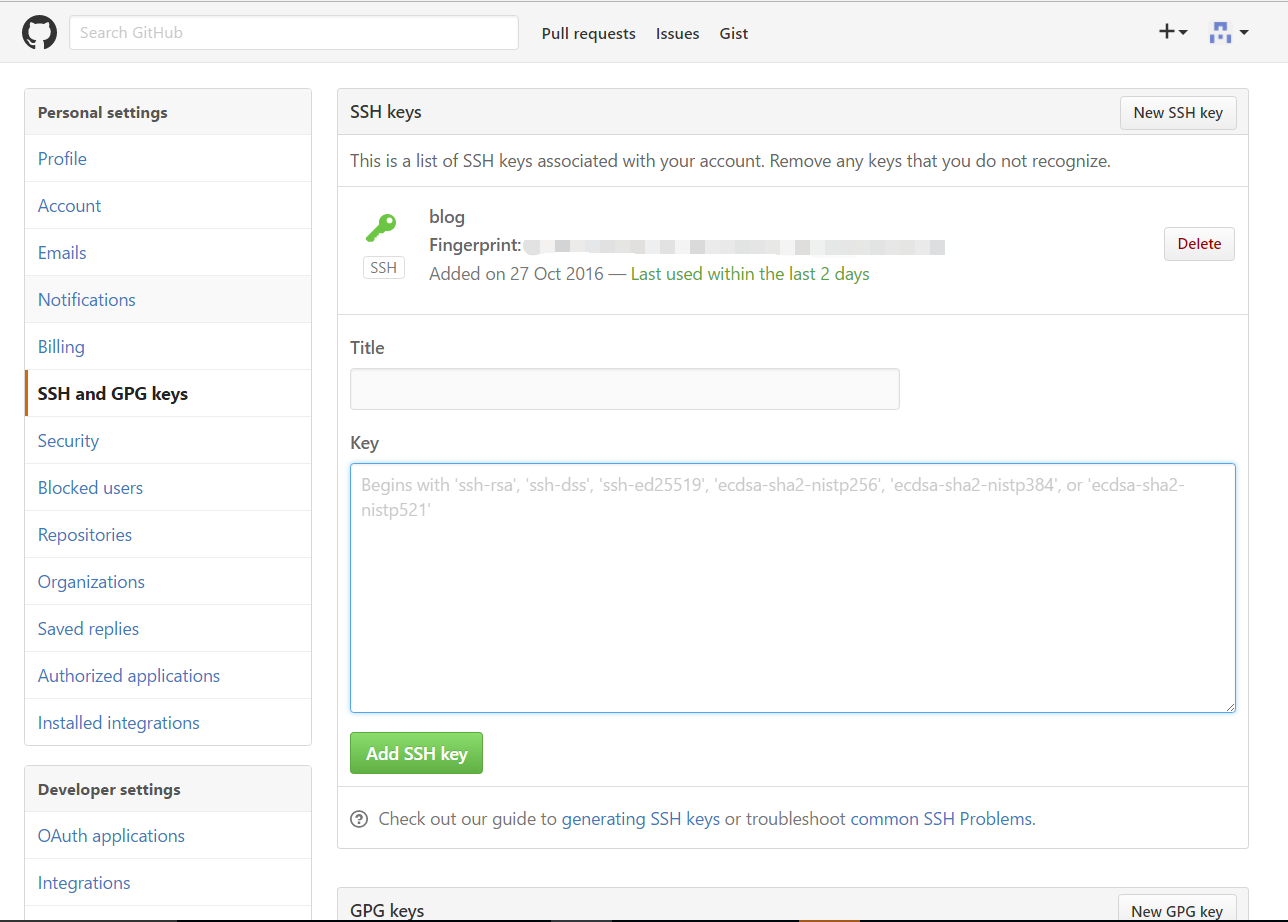 Search GitHub
Pull requests Issues Gist
Personal settings
Profile
Account
Emails
Notifications
Billing
SSH and GPG keys
Security
Blocked users
Repositories
Organizations
Saved replies
Authorized applications
Installed integrations
Developer settings
OAuth applications
Integrations
SSH keys
New SSH key
This is a list of SSH keys associated with your account. Remove any keys that you do not recognize.
SSH
blog
Fingerprint:
Added on 27 Oct 2016 — Last used within the last 2 days
Delete
Title
Key
Begins with 'ssh-rsa', 'ssh-dss', 'ssh-ed25519', 'ecdsa-sha2-nistp256', 'ecdsa-sha2-nistp384', or 'ecdsa-sha2-
nistp521'
Add SSH key
Check out our guide to generating SSH keys or troubleshoot common SSH Problems.
GPG keys
New GPG key